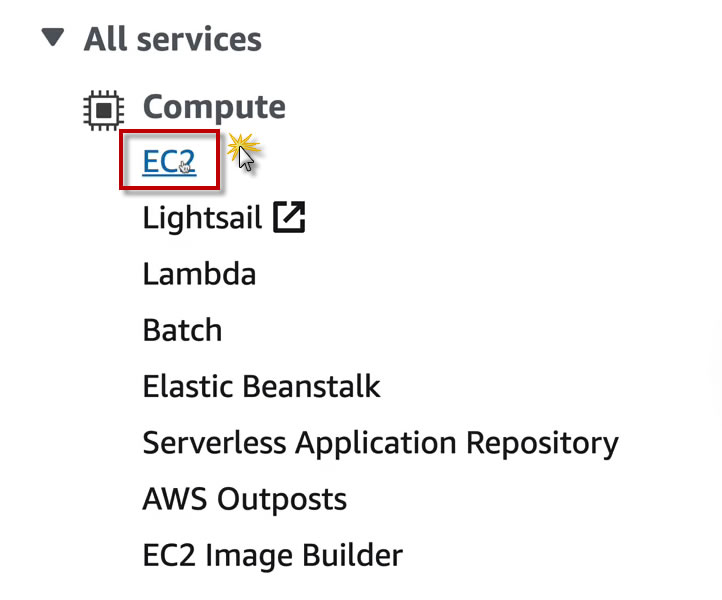 All services
Compute
EC2
Lightsail
Lambda
Batch
Elastic Beanstalk
Serverless Application Repository
AWS Outposts
EC2 Image Builder